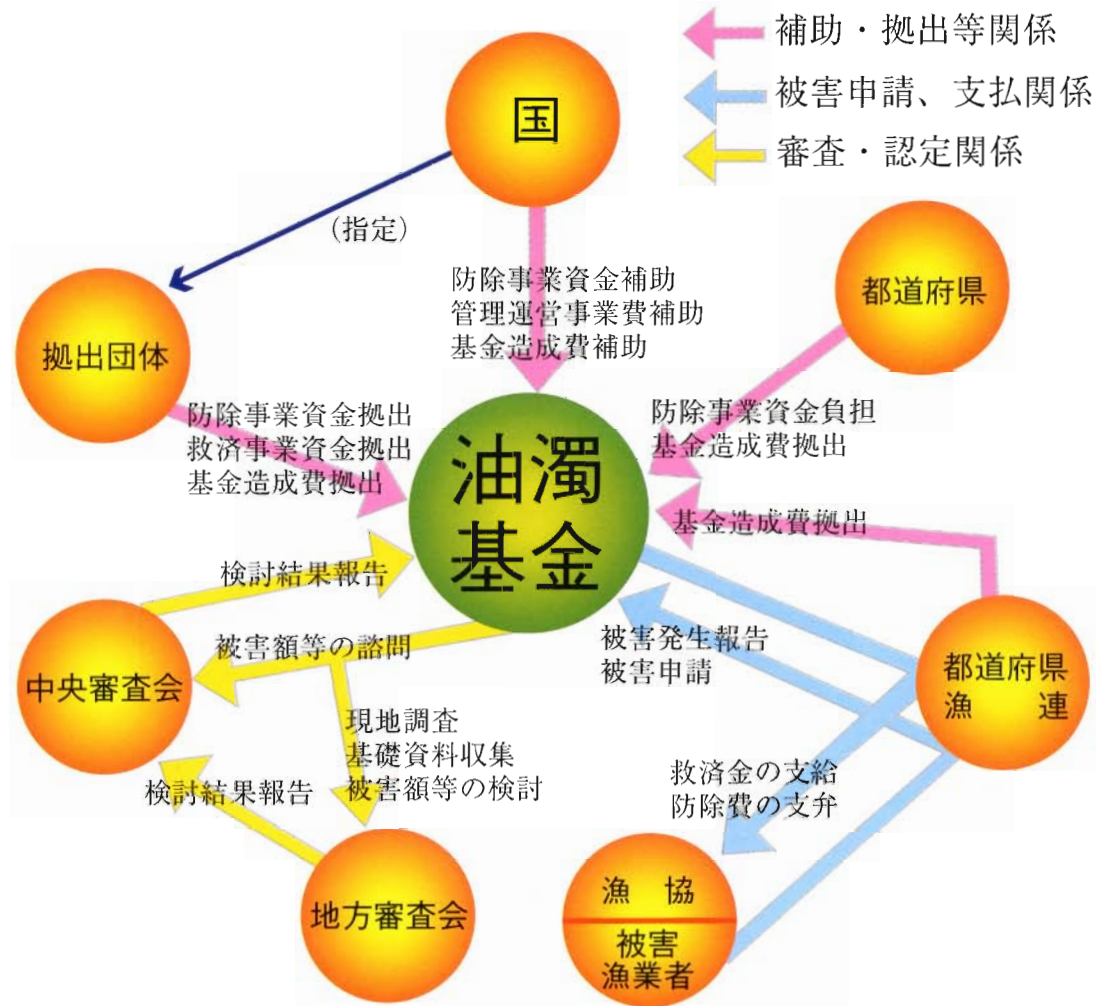 補助・拠出等関係
被害申請、支払関係
審査・認定関係
国
(指定)
防除事業資金補助
管理運営事業費補助
基金造成費補助
都道府県
拠出団体
防除事業資金拠出
救済事業資金拠出
基金造成費拠出
防除事業資金負担
基金造成費拠出
油濁
基金
基金造成費拠出
検討結果報告
被害額等の諮問
被害発生報告
被害申請
中央審査会
都道府県
漁　連
現地調査
基礎資料収集
被害額等の検討
検討結果報告
救済金の支給
防除費の支弁
地方審査会
漁　協
被害
漁業者